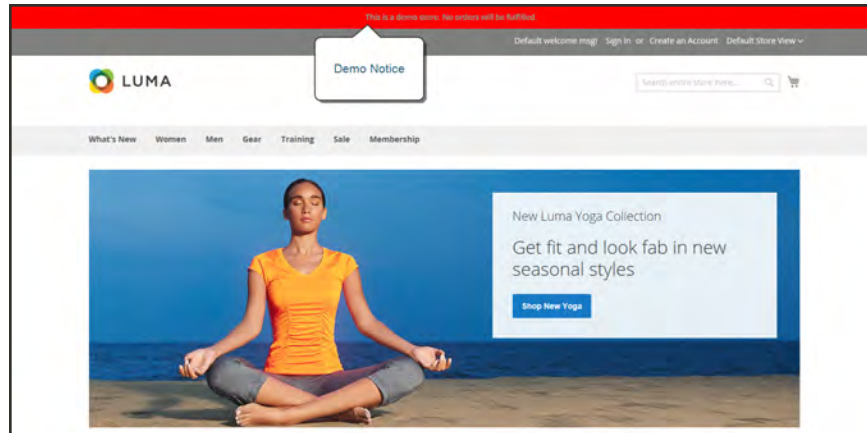 This is a demo store. No orders will be fulfilled.
Default welcome msg! Sign In or Create an Account Default Store View
Demo Notice
LUMA
Search entire store here...
What's New Women Men Gear Training Sale Membership
New Luma Yoga Collection
Get fit and look fab in new
seasonal styles
Shop New Yoga